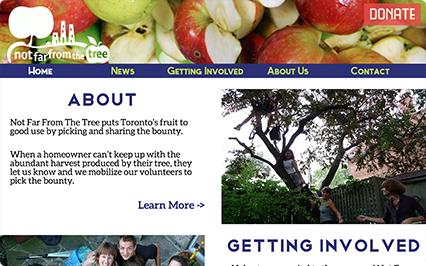 DONATE
not far from the tree
Home News Getting Involved About Us Contact
ABOUT
Not Far From The Tree puts Toronto's fruit to
good use by picking and sharing the bounty.
When a homeowner can't keep up with the
abundant harvest produced by their tree, they
let us know and we mobilize our volunteers to
pick the bounty.
Learn More ->
GETTING INVOLVED